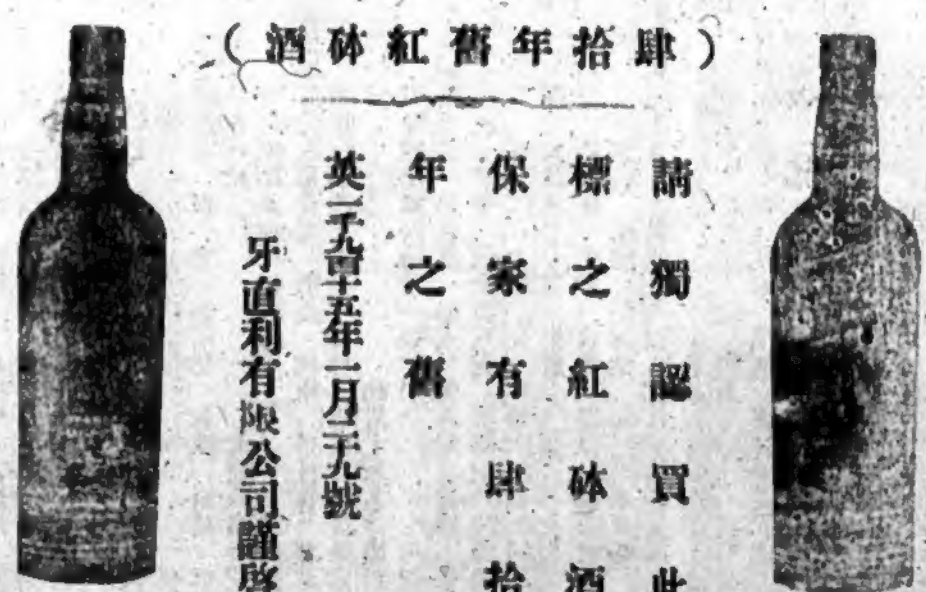 （肆拾年舊紅砵酒）
請獨認買此
標之紅砵酒
保家有肆拾
年之舊
英一千九百十五年一月二十九號
牙直利有限公司謹啓